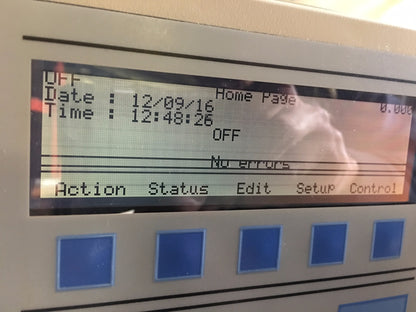 OFF Home Page 0.000
Date : 12/09/16
Time : 12:48:26
OFF
No errors
Action Status Edit Setup Control